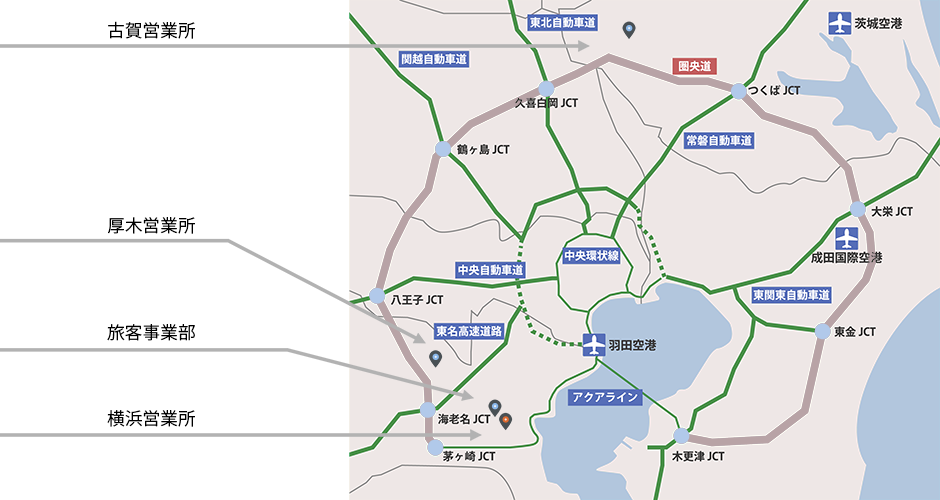 古賀営業所
厚木営業所
旅客事業部
横浜営業所
東北自動車道
茨城空港
関越自動車道
圏央道
つくば JCT
久喜白岡 JCT
常磐自動車道
鶴ヶ島 JCT
大栄 JCT
成田国際空港
中央環状線
中央自動車道
八王子 JCT
東関東自動車道
東名高速道路
東金 JCT
羽田空港
アクアライン
海老名 JCT
茅ヶ崎 JCT
木更津 JCT